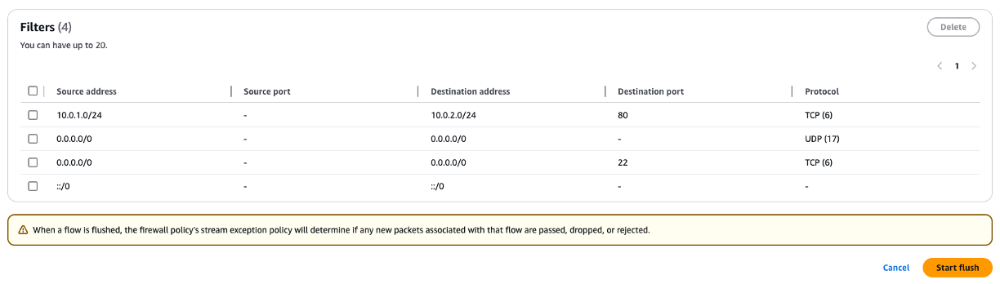 Filters (4)
Delete
You can have up to 20.
1
Source address Source port Destination address Destination port Protocol
10.0.1.0/24 - 10.0.2.0/24 80 TCP (6)
0.0.0.0/0 - 0.0.0.0/0 - UDP (17)
0.0.0.0/0 - 0.0.0.0/0 22 TCP (6)
::/0 - ::/0 - -
When a flow is flushed, the firewall policy's stream exception policy will determine if any new packets associated with that flow are passed, dropped, or rejected.
Cancel Start flush